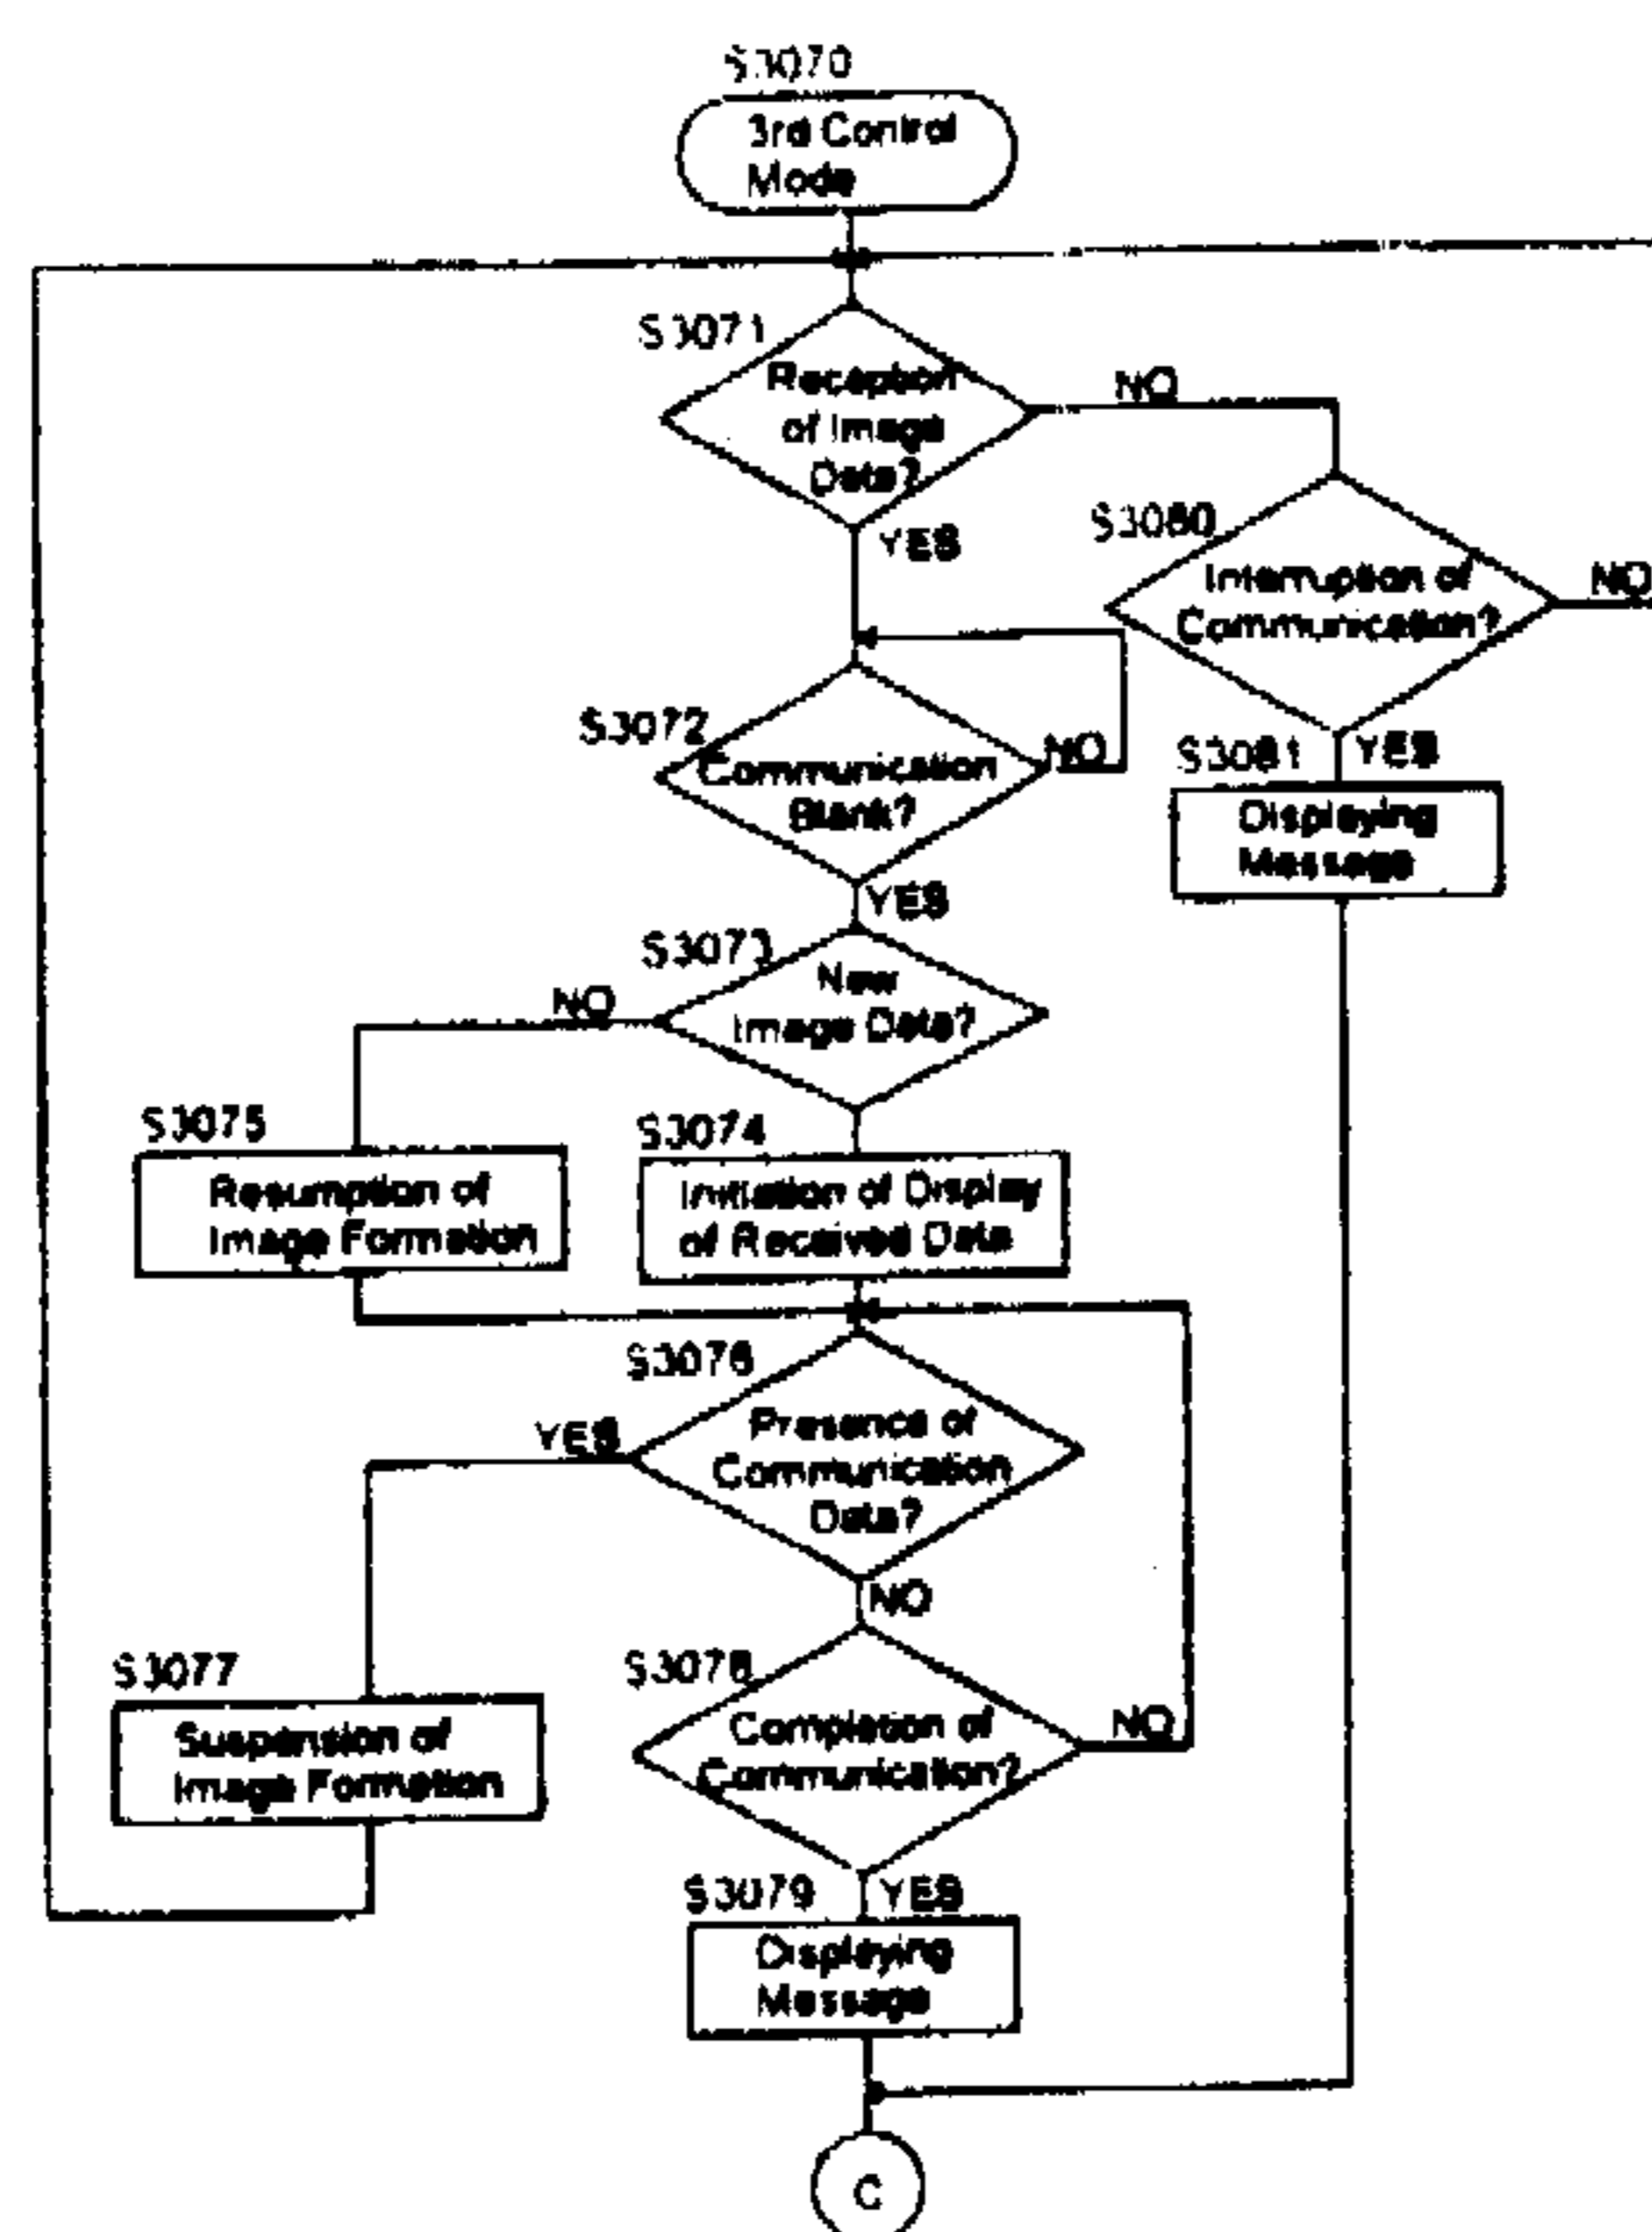 S3070
3rd Control
Mode
S3071
Reception
of Image
Data?
NO
YES
S3080
Interruption of
Communication?
NO
S3072
Communication
Blank?
NO
YES
S3081
YES
Displaying
Message
S3073
New
Image Data?
NO
S3075
Resumption of
Image Formation
S3074
Initiation of Display
of Received Data
S3076
Presence of
Communication
Data?
YES
NO
S3077
Suspension of
Image Formation
S3078
Completion of
Communication?
NO
S3079
YES
Displaying
Message
C